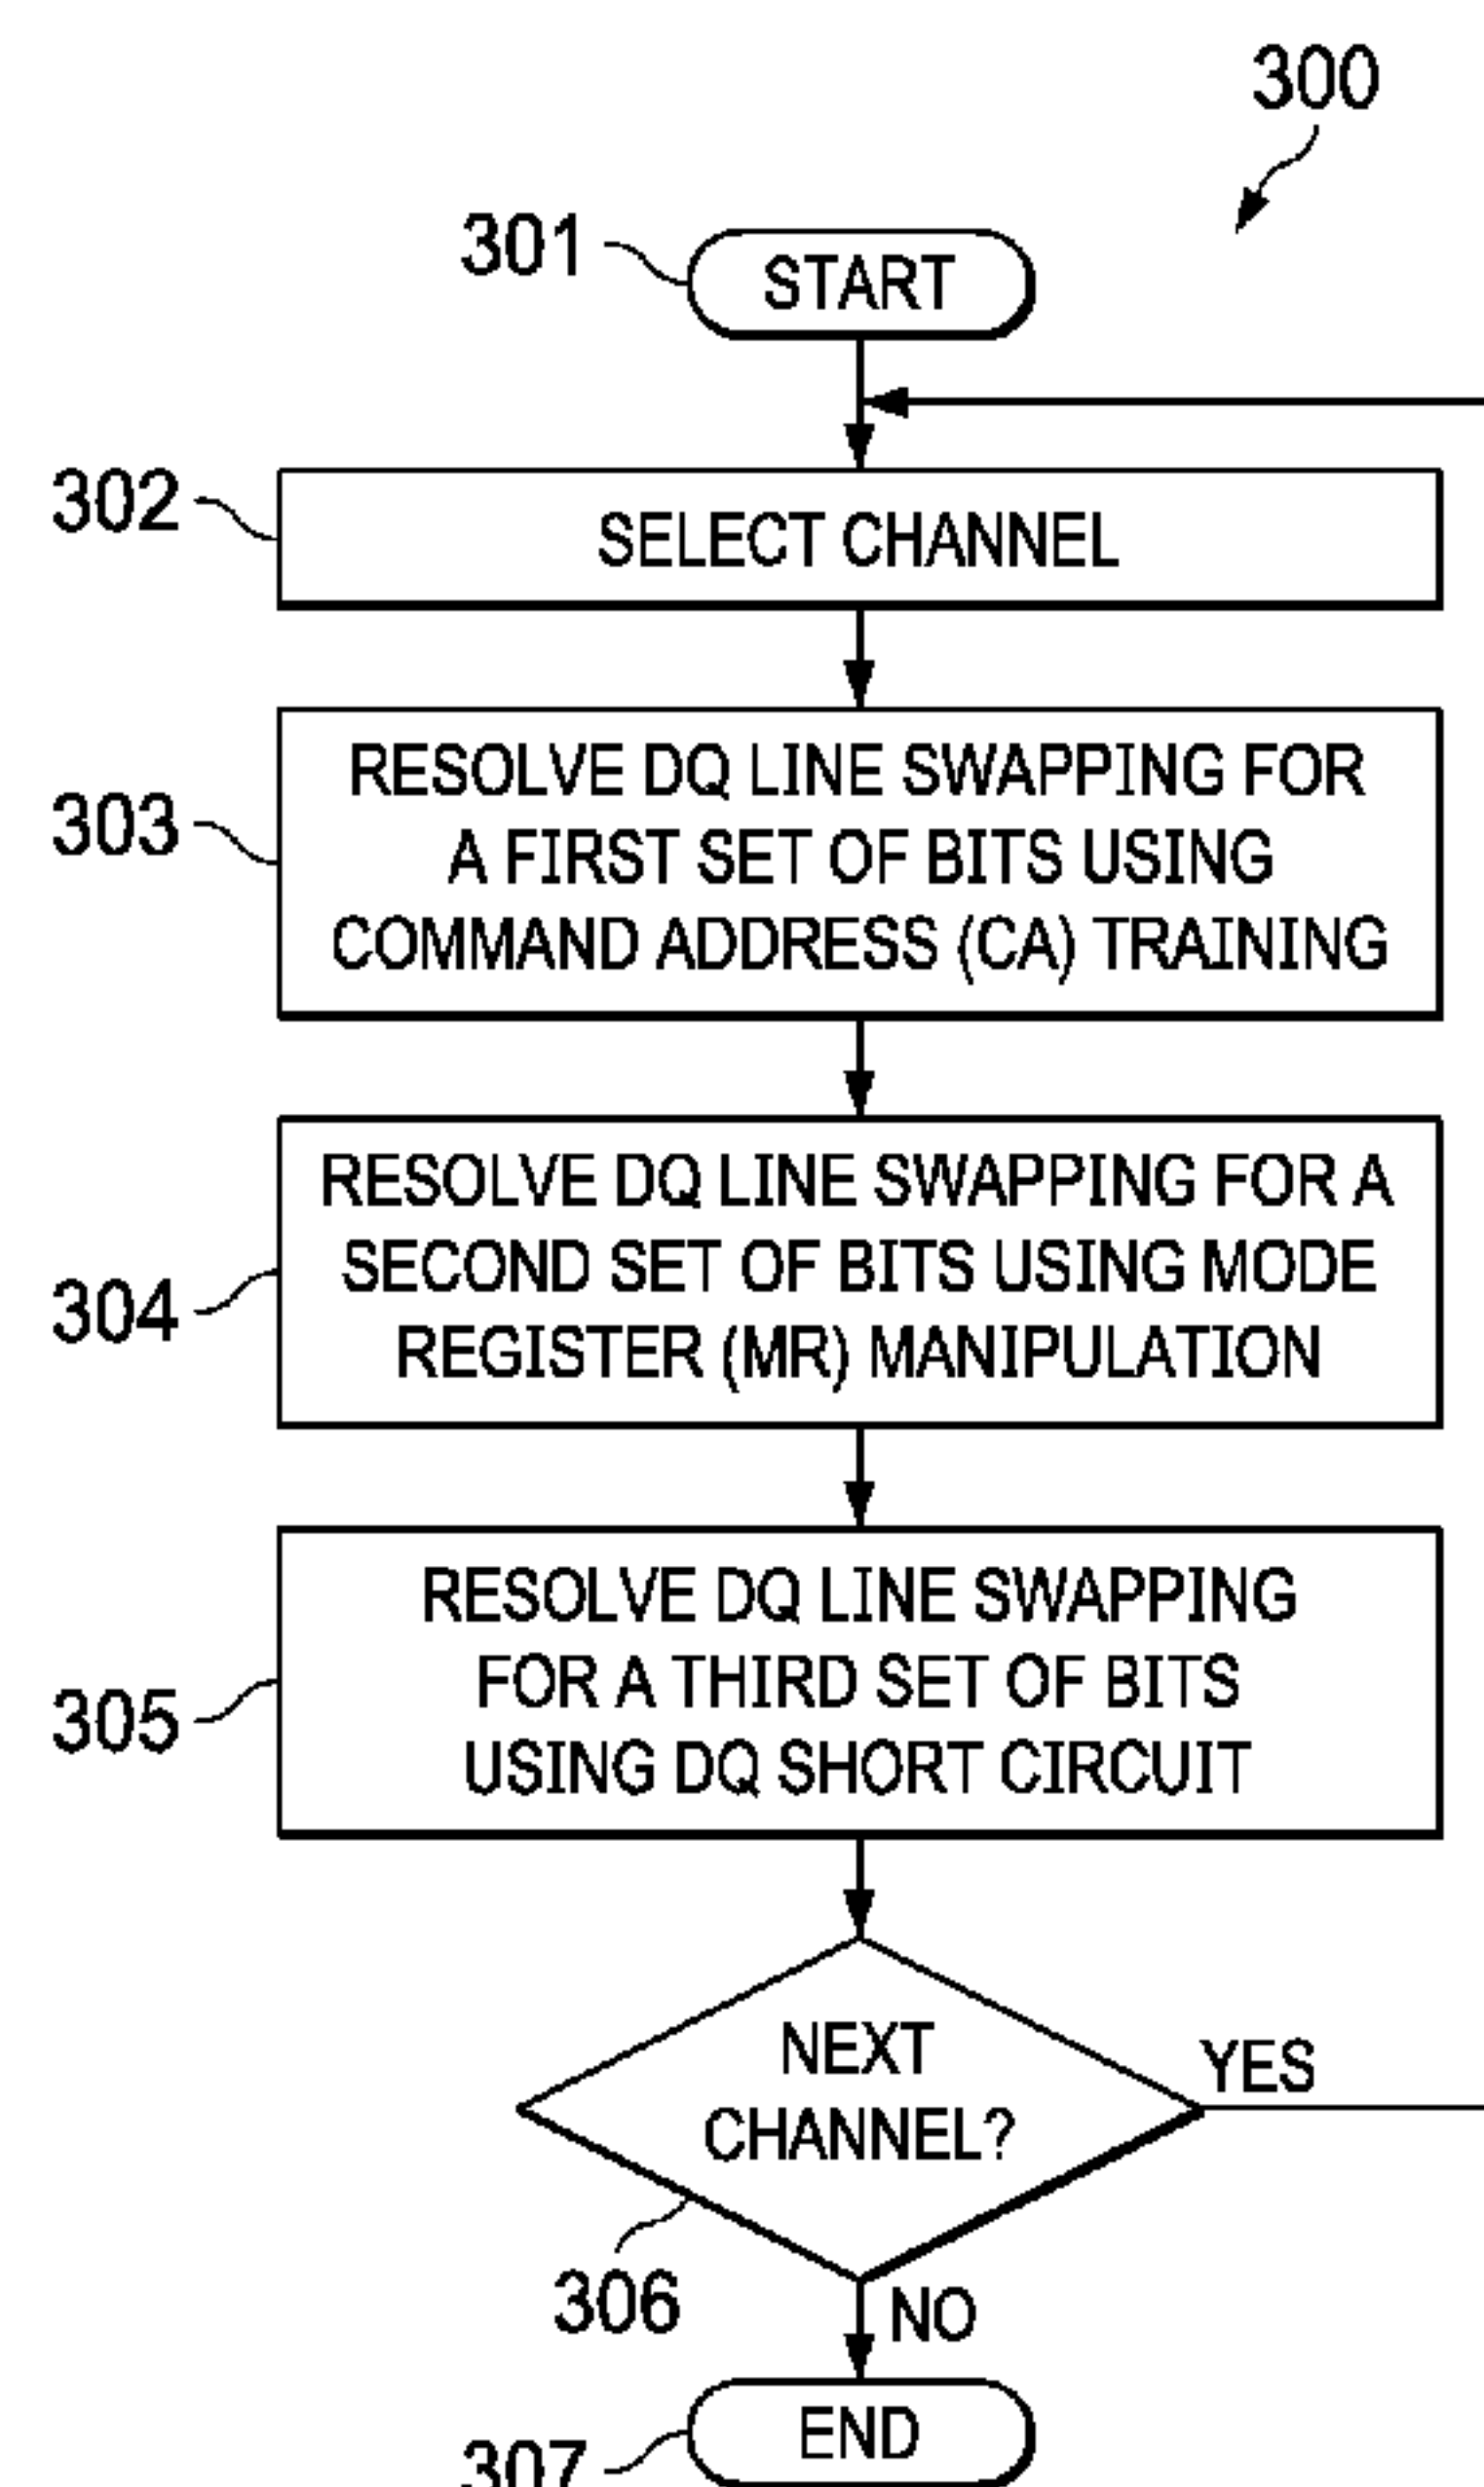 300
301
START
302
SELECT CHANNEL
303
RESOLVE DQ LINE SWAPPING FOR
A FIRST SET OF BITS USING
COMMAND ADDRESS (CA) TRAINING
304
RESOLVE DQ LINE SWAPPING FOR A
SECOND SET OF BITS USING MODE
REGISTER (MR) MANIPULATION
305
RESOLVE DQ LINE SWAPPING
FOR A THIRD SET OF BITS
USING DQ SHORT CIRCUIT
NEXT
CHANNEL?
YES
306
NO
END
307